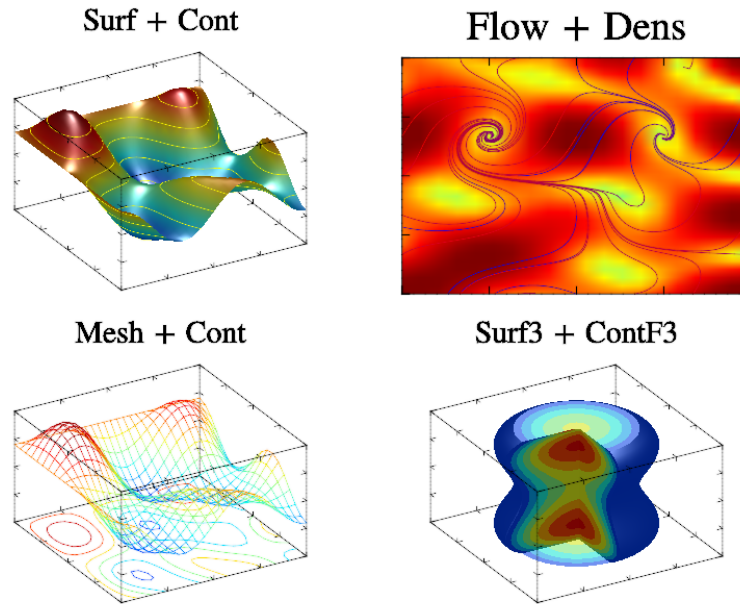 Surf + Cont
Flow + Dens
Mesh + Cont
Surf3 + ContF3